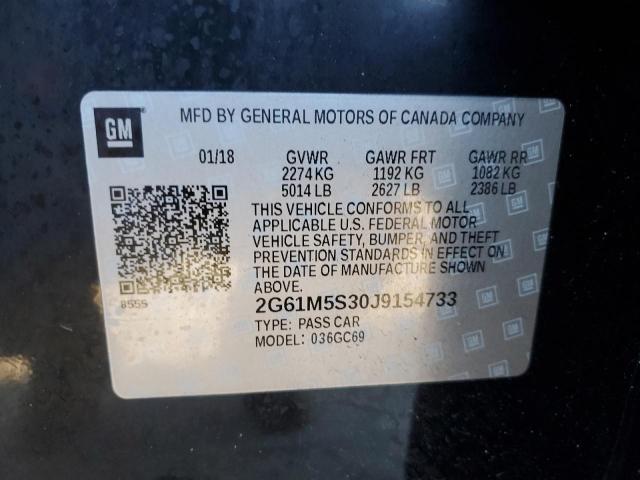 GM
MFD BY GENERAL MOTORS OF CANADA COMPANY
01/18 GVWR GAWR FRT GAWR RR
2274 KG 1192 KG 1082 KG
5014 LB 2627 LB 2386 LB
THIS VEHICLE CONFORMS TO ALL
APPLICABLE U.S. FEDERAL MOTOR
VEHICLE SAFETY, BUMPER, AND THEFT
PREVENTION STANDARDS IN EFFECT ON
THE DATE OF MANUFACTURE SHOWN
ABOVE.
8555
2G61M5S30J9154733
TYPE: PASS CAR
MODEL: 036GC69